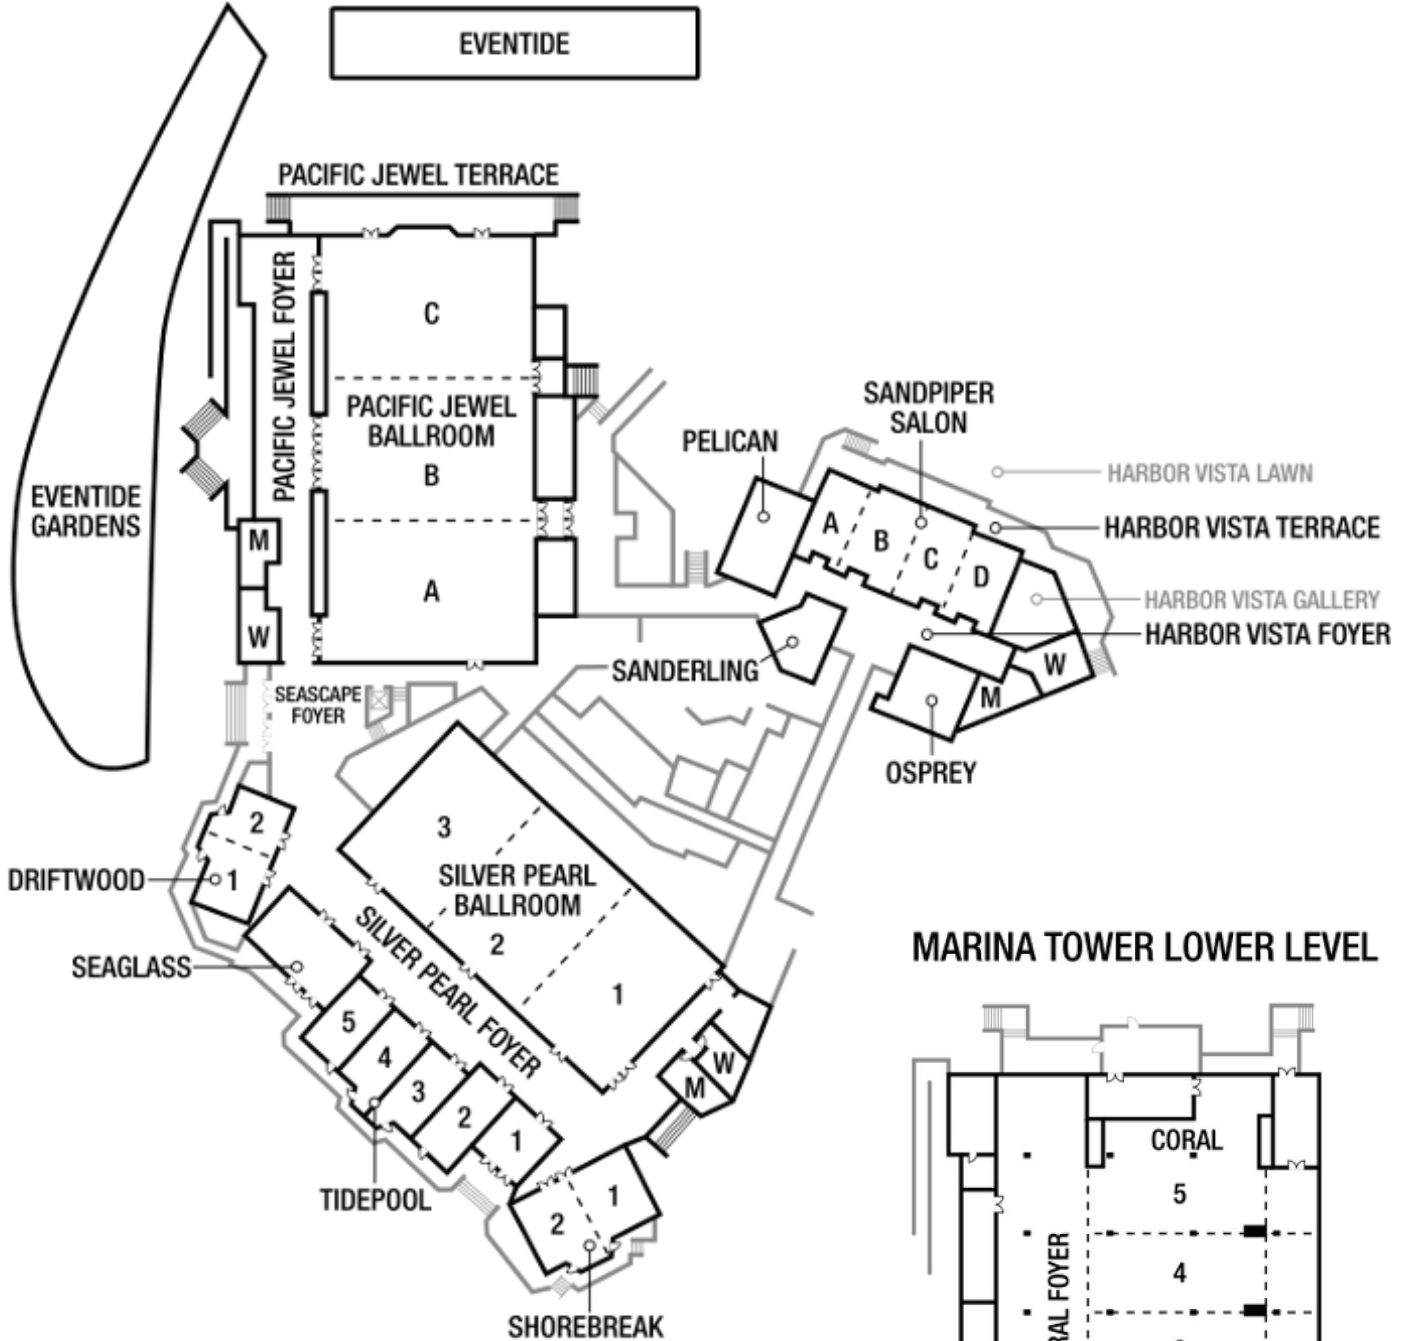 EVENTIDE
PACIFIC JEWEL TERRACE
PACIFIC JEWEL FOYER
C
PACIFIC JEWEL
BALLROOM
B
A
EVENTIDE
GARDENS
M
W
SEASCAPE
FOYER
SANDPIPER
SALON
PELICAN
HARBOR VISTA LAWN
HARBOR VISTA TERRACE
A
B
C
D
HARBOR VISTA GALLERY
HARBOR VISTA FOYER
SANDERLING
W
M
OSPREY
2
DRIFTWOOD
1
3
SILVER PEARL
BALLROOM
2
1
SILVER PEARL FOYER
SEAGLASS
5
4
3
2
1
TIDEPOOL
W
M
1
2
SHOREBREAK
MARINA TOWER LOWER LEVEL
CORAL
5
4
RAL FOYER